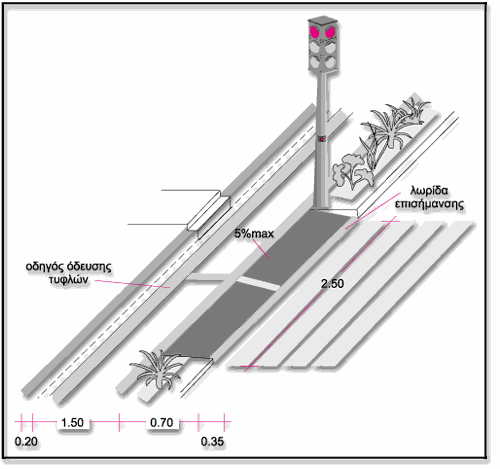 λωρίδα
επισήμανσης
5%max
οδηγός όδευσης
τυφλών
2.50
1.50
0.70
0.20
0.35